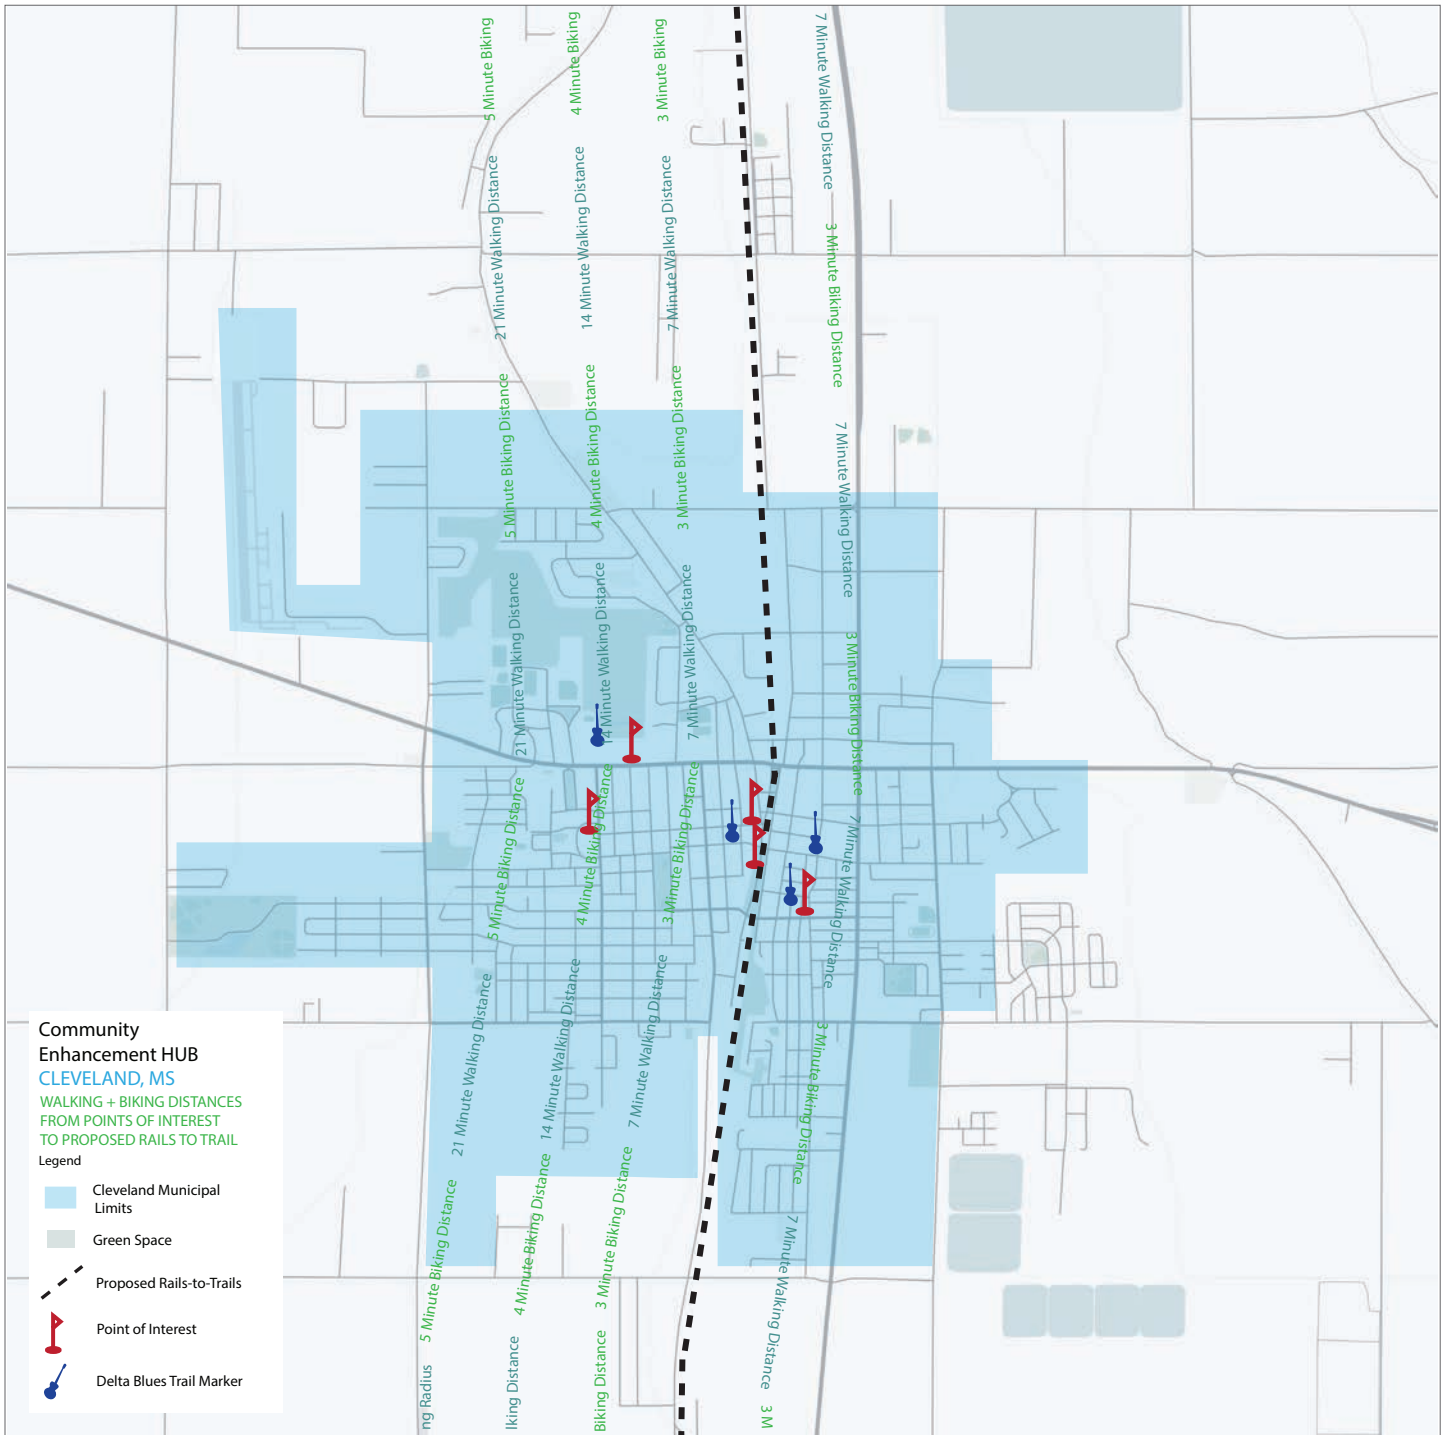 5 Minute Biking
21 Minute Walking Distance
5 Minute Biking Distance
21 Minute Walking Distance
5 Minute Biking Distance
21 Minute Walking Distance
5 Minute Biking Distance
ng Radius
4 Minute Biking
14 Minute Walking Distance
4 Minute Biking Distance
14 Minute Walking Distance
4 Minute Biking Distance
14 Minute Walking Distance
4 Minute Biking Distance
lking Distance
3 Minute Biking
7 Minute Walking Distance
3 Minute Biking Distance
7 Minute Walking Distance
3 Minute Biking Distance
7 Minute Walking Distance
3 Minute Biking Distance
Biking Distance
7 Minute Walking Distance
3 Minute Biking Distance
7 Minute Walking Distance
3 Minute Biking Distance
7 Minute Walking Distance
3 Minute Biking Distance
7 Minute Walking Distance
3 M
Community
Enhancement HUB
CLEVELAND, MS
WALKING + BIKING DISTANCES
FROM POINTS OF INTEREST
TO PROPOSED RAILS TO TRAIL
Legend
Cleveland Municipal
Limits
Green Space
Proposed Rails-to-Trails
Point of Interest
Delta Blues Trail Marker